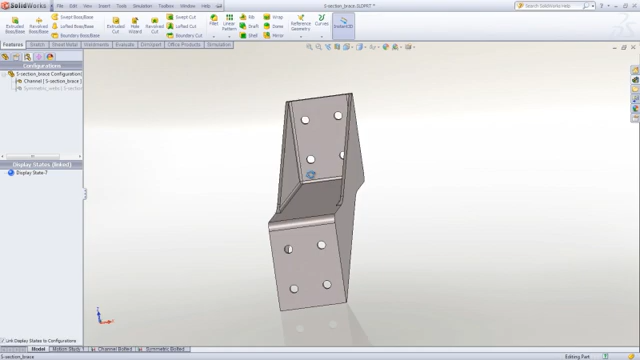 SolidWorks File Edit View Insert Tools Simulation Toolbox Window Help S-section_brace.SLDPRT Search SolidWorks Help
Extruded Boss/Base Revolved Boss/Base Swept Boss/Base Lofted Boss/Base Boundary Boss/Base Extruded Cut Hole Wizard Revolved Cut Swept Cut Lofted Cut Boundary Cut Fillet Linear Pattern Rib Draft Shell Wrap Dome Mirror Reference Geometry Curves Instant3D
Features Sketch Sheet Metal Evaluate DimXpert Office Products Simulation
Configurations
S-section_brace Configuration
Channel [ S-section_brace ]
Display States (linked)
Display State-7
Link Display States to Configurations
Model Motion Study 1 Channel Bolted Symmetric Bolted
S-section_brace Editing Part